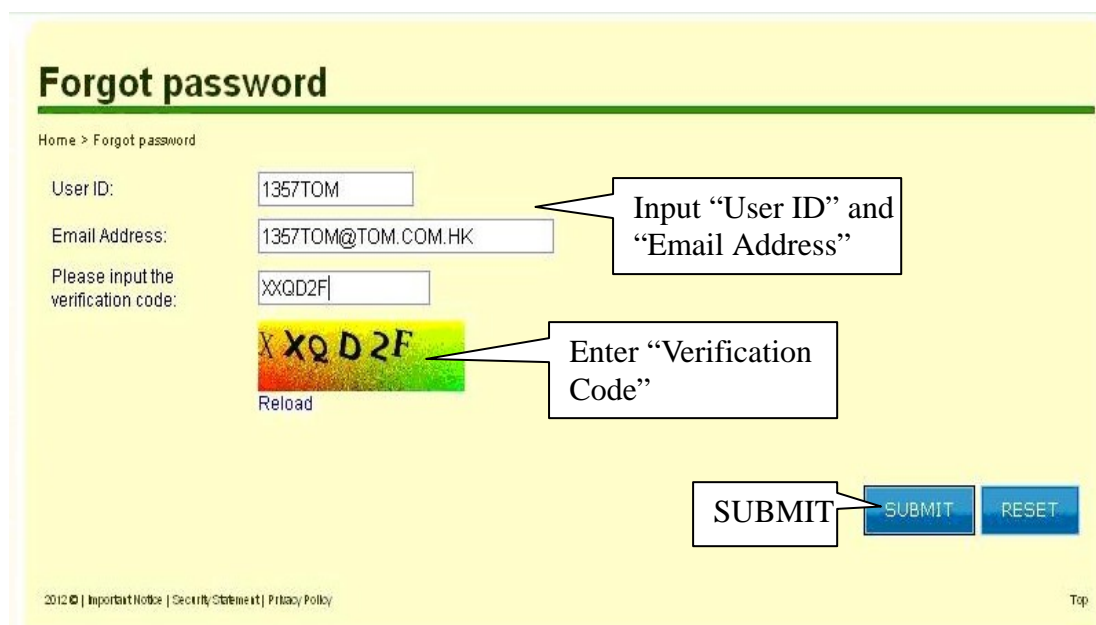 Forgot password
Home > Forgot password
User ID:
1357TOM
Input “User ID” and
“Email Address”
Email Address:
1357TOM@TOM.COM.HK
Please input the
verification code:
XXQD2F
X XQ D 2F
Enter “Verification
Code”
Reload
SUBMIT
SUBMIT
RESET
2012 © | Important Notice | Security Statement | Privacy Policy
Top